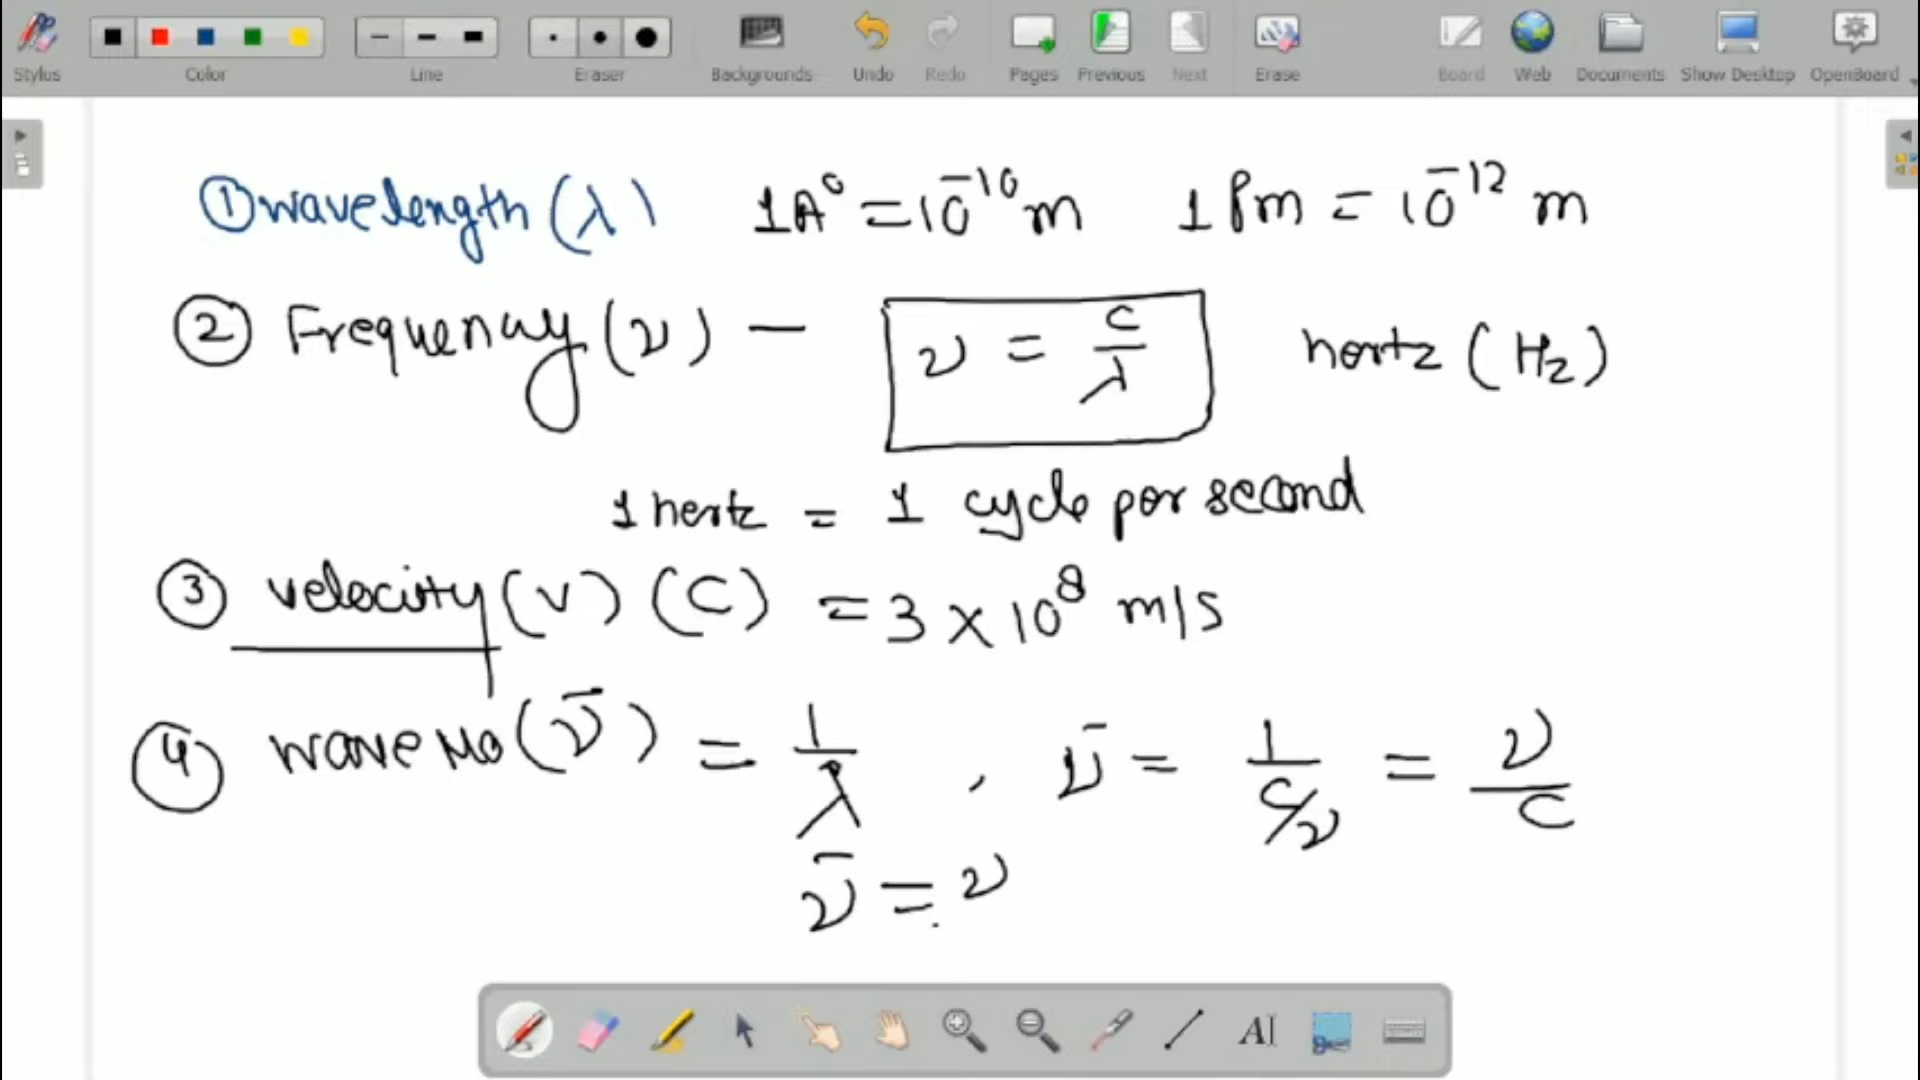 Stylus Color Line Eraser Backgrounds Undo Redo Pages Previous Next Erase Board Web Documents Show Desktop OpenBoard
① wavelength (λ) 1A° = 10⁻¹⁰ m 1 Pm = 10⁻¹² m
② Frequency (ν) — ν = c/λ hertz (Hz)
1 hertz = 1 cycle per second
③ velocity (v) (c) = 3 × 10⁸ m/s
④ wave No (ν̄) = 1/λ , ν̄ = 1/(c/ν) = ν/c
ν̄ = ν
AI